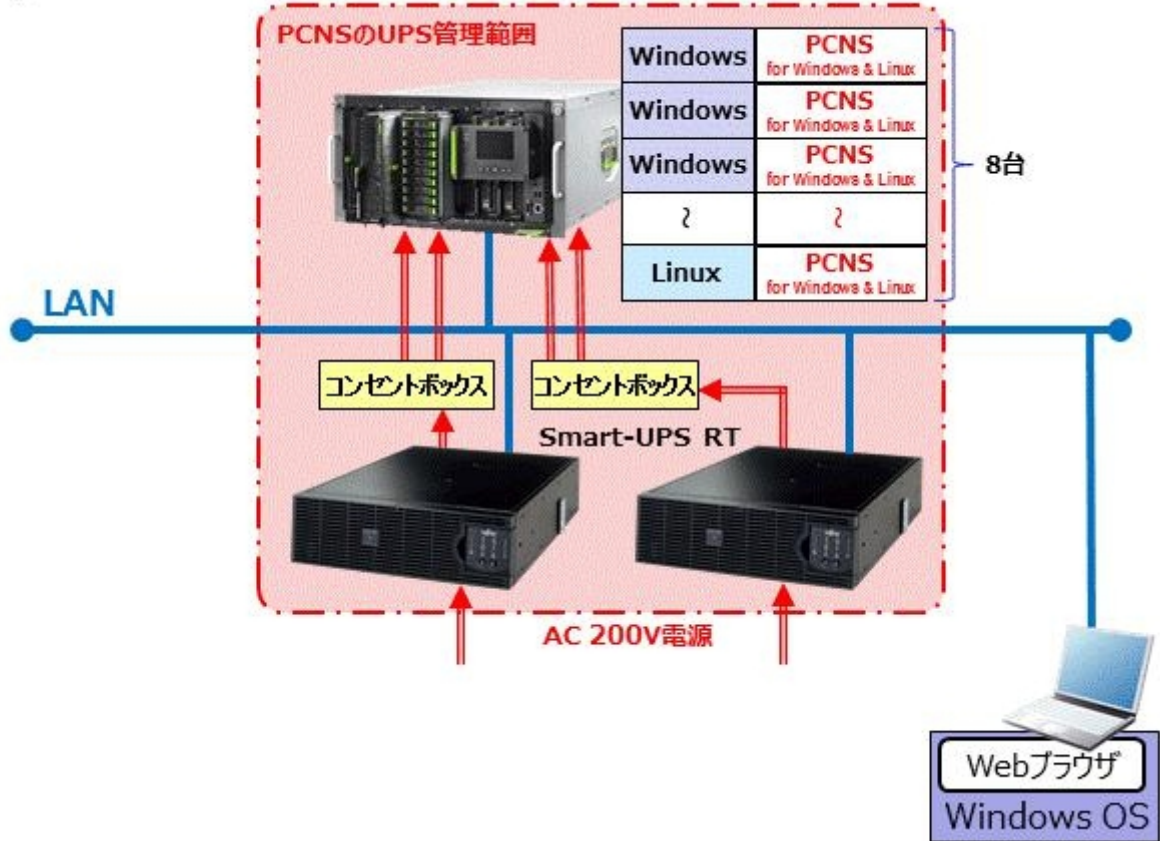 PCNSのUPS管理範囲
Windows
PCNS
for Windows & Linux
Windows
PCNS
for Windows & Linux
Windows
PCNS
for Windows & Linux
~
~
Linux
PCNS
for Windows & Linux
8台
LAN
コンセントボックス
コンセントボックス
Smart-UPS RT
AC 200V電源
Webブラウザ
Windows OS